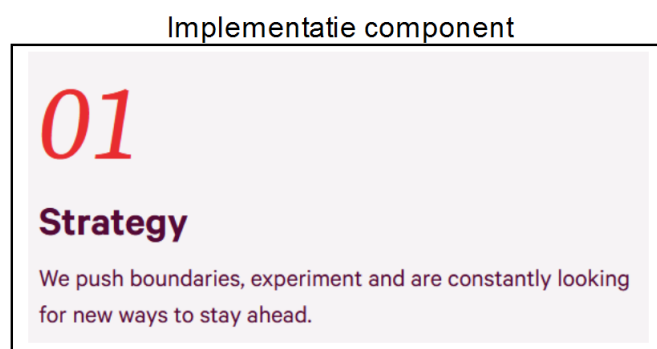 Implementatie component
01
Strategy
We push boundaries, experiment and are constantly looking
for new ways to stay ahead.